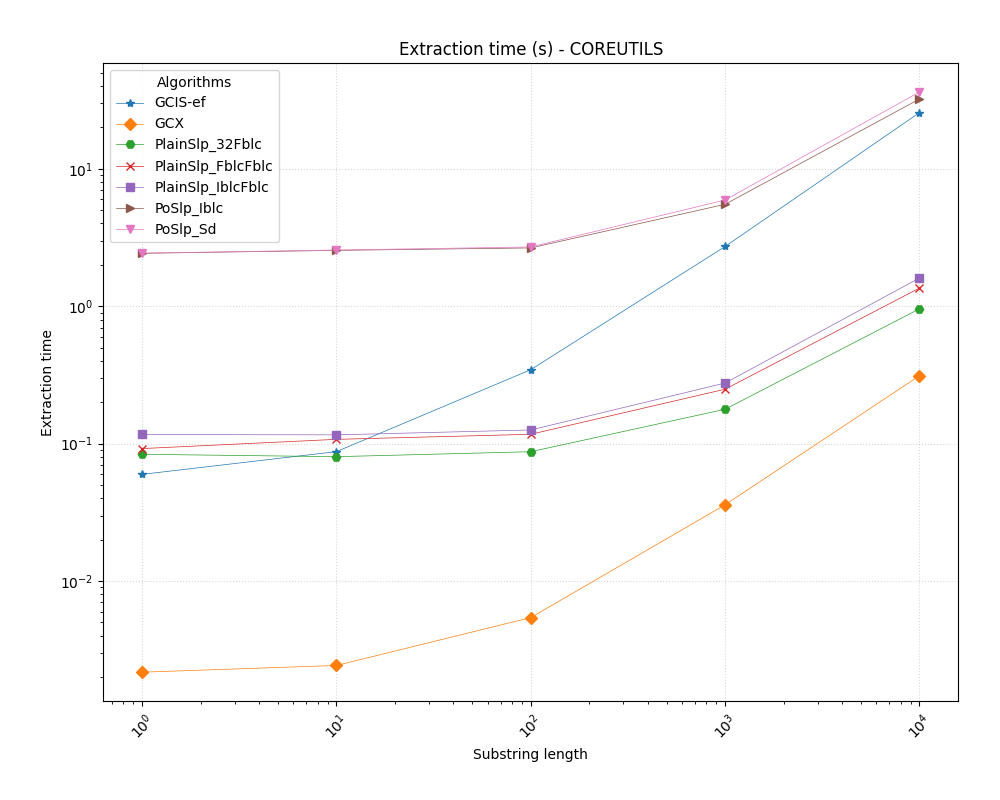 Extraction time (s) - COREUTILS
Algorithms
GCIS-ef
GCX
PlainSlp_32Fblc
PlainSlp_FblcFblc
PlainSlp_IblcFblc
PoSlp_Iblc
PoSlp_Sd
Extraction time
10¹
10⁰
10⁻¹
10⁻²
10⁰ 10¹ 10² 10³ 10⁴
Substring length